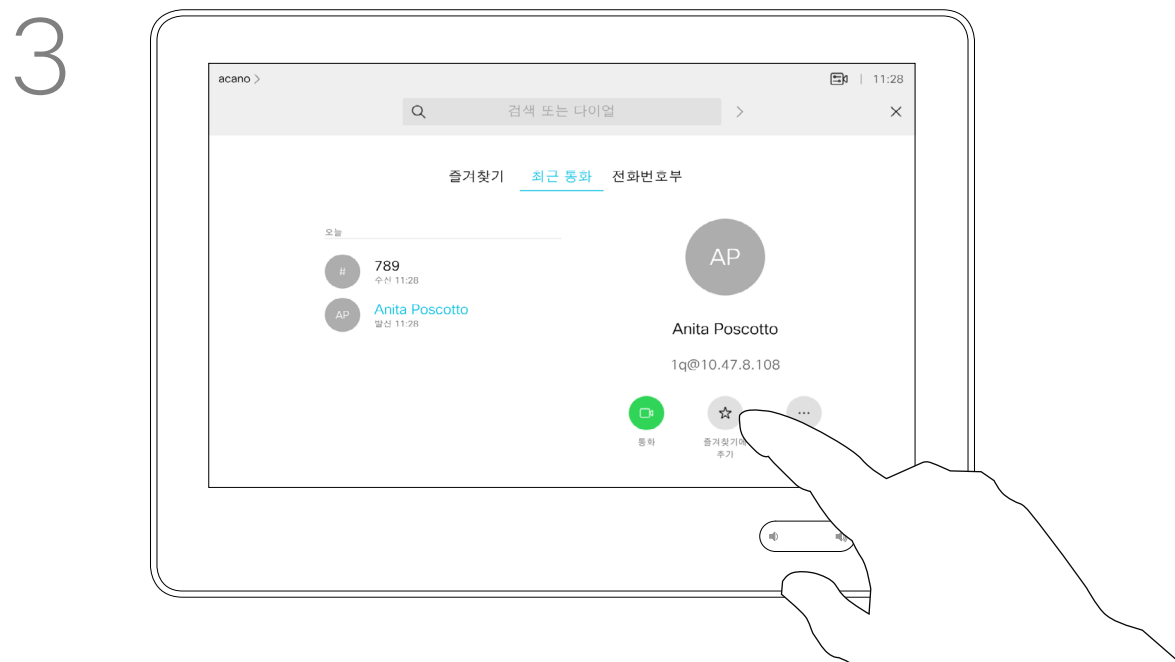 3
acano >
11:28
검색 또는 다이얼
즐겨찾기 최근 통화 전화번호부
오늘
#
789
수신 11:28
AP
Anita Poscotto
발신 11:28
AP
Anita Poscotto
1q@10.47.8.108
통화
즐겨찾기에
추가